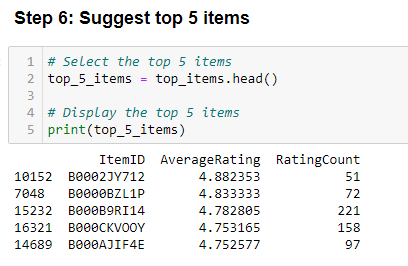 Step 6: Suggest top 5 items
1 # Select the top 5 items
2 top_5_items = top_items.head()
3
4 # Display the top 5 items
5 print(top_5_items)
ItemID AverageRating RatingCount
10152 B0002JY712 4.882353 51
7048 B0000BZL1P 4.833333 72
15232 B000B9RI14 4.782805 221
16321 B000CKVOOY 4.753165 158
14689 B000AJIF4E 4.752577 97